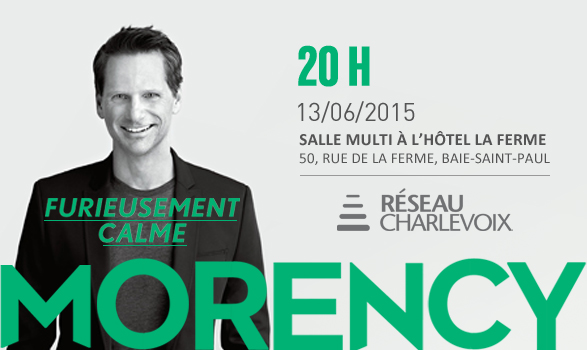 20 H
13/06/2015
SALLE MULTI À L'HÔTEL LA FERME
50, RUE DE LA FERME, BAIE-SAINT-PAUL
RÉSEAU
CHARLEVOIX
FURIEUSEMENT
CALME
MORENCY